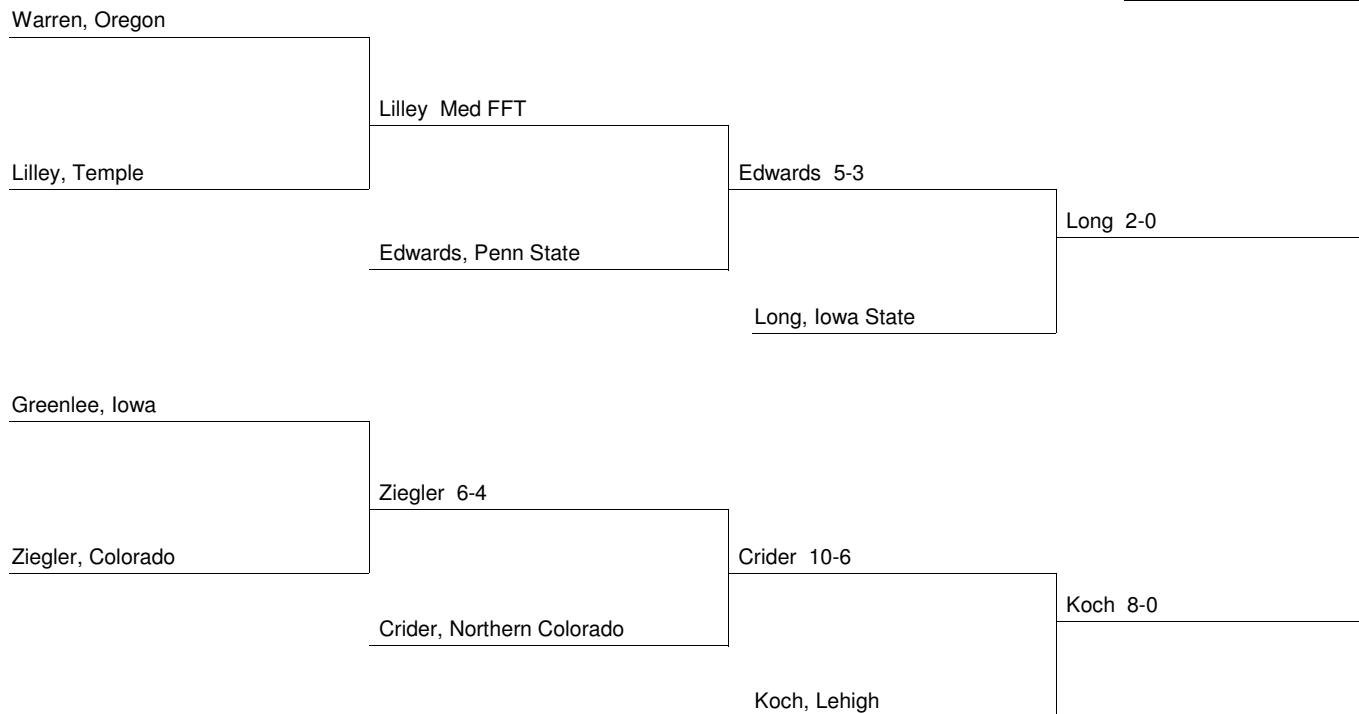 Warren, Oregon
Lilley  Med FFT
Lilley, Temple
Edwards  5-3
Long  2-0
Edwards, Penn State
Long, Iowa State
Greenlee, Iowa
Ziegler  6-4
Ziegler, Colorado
Crider  10-6
Koch  8-0
Crider, Northern Colorado
Koch, Lehigh